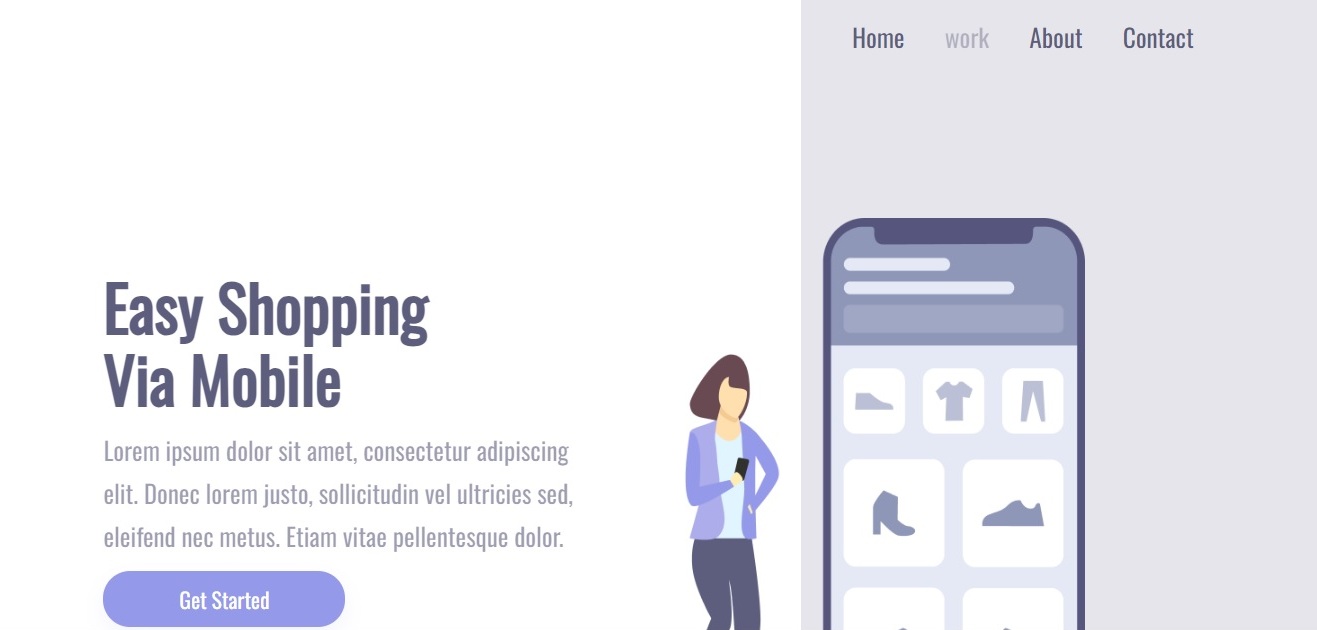 Home work About Contact
Easy Shopping
Via Mobile
Lorem ipsum dolor sit amet, consectetur adipiscing
elit. Donec lorem justo, sollicitudin vel ultricies sed,
eleifend nec metus. Etiam vitae pellentesque dolor.
Get Started